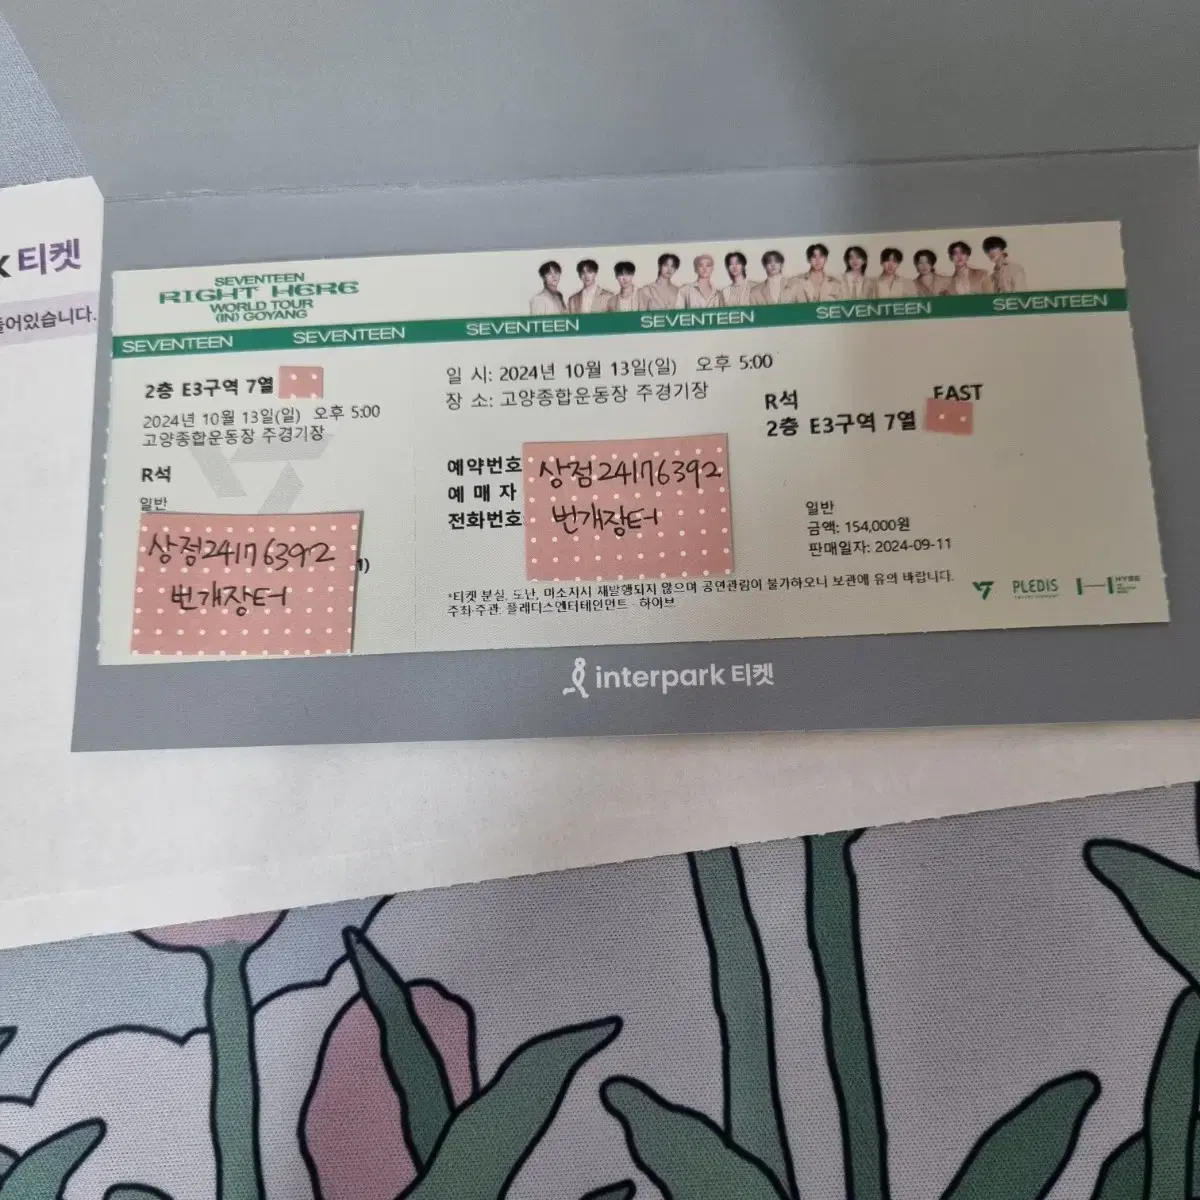 티켓
들어있습니다.
SEVENTEEN
RIGHT HERE
WORLD TOUR
(IN) GOYANG
SEVENTEEN SEVENTEEN SEVENTEEN SEVENTEEN SEVENTEEN SEVENTEEN
2층 E3구역 7열
2024년 10월 13일(일) 오후 5:00
고양종합운동장 주경기장
R석
일반
상점24176392
번개장터
일 시: 2024년 10월 13일(일) 오후 5:00
장 소: 고양종합운동장 주경기장
예약번호
예 매 자
전화번호
상점24176392
번개장터
R석 EAST
2층 E3구역 7열
일반
금액: 154,000원
판매일자: 2024-09-11
*티켓 분실, 도난, 미소지시 재발행되지 않으며 공연관람이 불가하오니 보관에 유의 바랍니다.
주최·주관: 플레디스엔터테인먼트 · 하이브
PLEDIS
HYBE
interpark 티켓